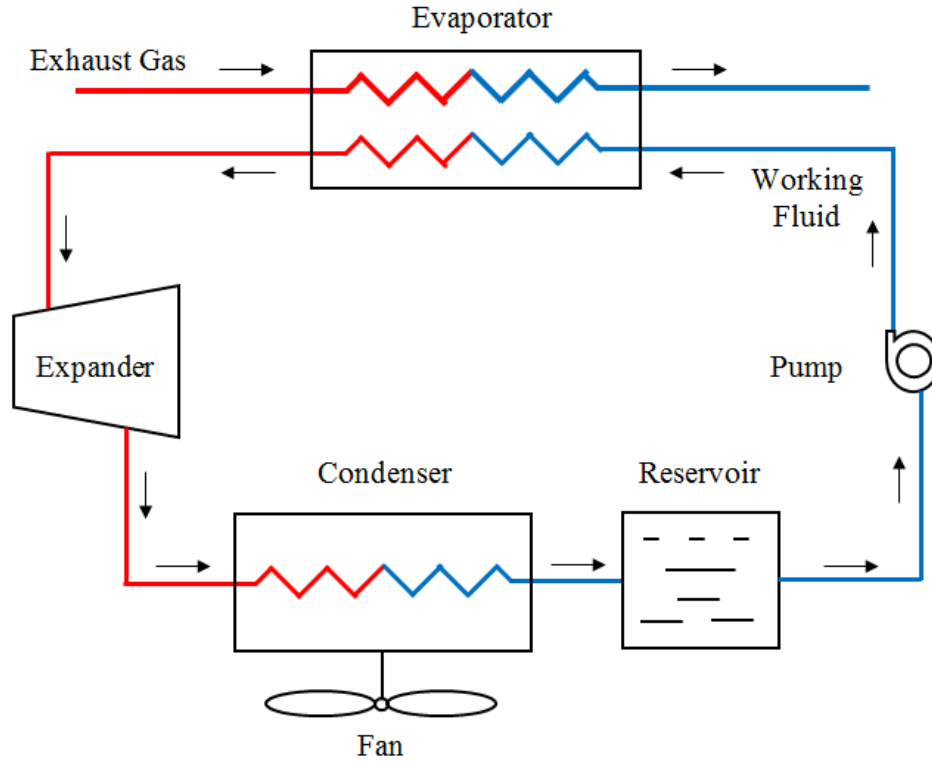 Evaporator
Exhaust Gas
Working
Fluid
Expander
Pump
Condenser
Reservoir
Fan